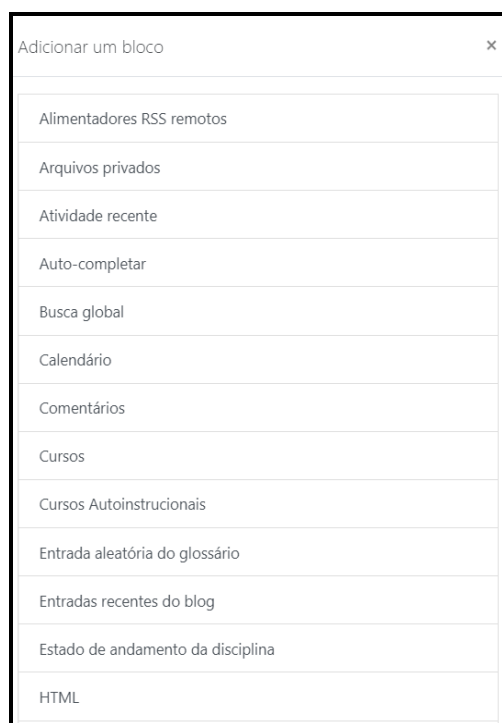 Adicionar um bloco ×
Alimentadores RSS remotos
Arquivos privados
Atividade recente
Auto-completar
Busca global
Calendário
Comentários
Cursos
Cursos Autoinstrucionais
Entrada aleatória do glossário
Entradas recentes do blog
Estado de andamento da disciplina
HTML